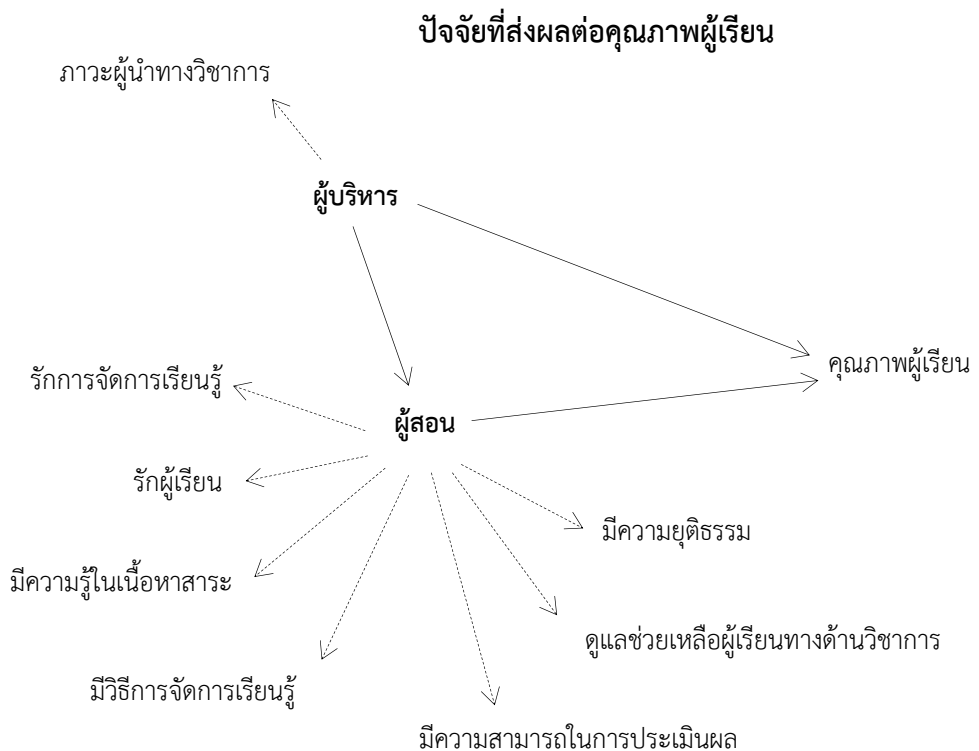 ปัจจัยที่ส่งผลต่อคุณภาพผู้เรียน
ภาวะผู้นำทางวิชาการ
ผู้บริหาร
คุณภาพผู้เรียน
รักการจัดการเรียนรู้
ผู้สอน
รักผู้เรียน
มีความยุติธรรม
มีความรู้ในเนื้อหาสาระ
ดูแลช่วยเหลือผู้เรียนทางด้านวิชาการ
มีวิธีการจัดการเรียนรู้
มีความสามารถในการประเมินผล